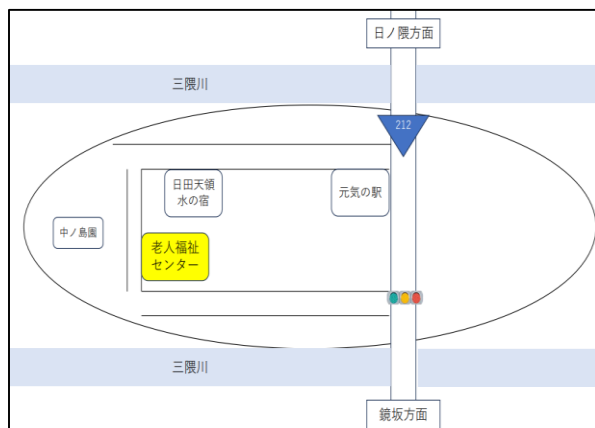 日ノ隈方面
三隈川
212
日田天領
水の宿
元気の駅
中ノ島園
老人福祉
センター
三隈川
鏡坂方面